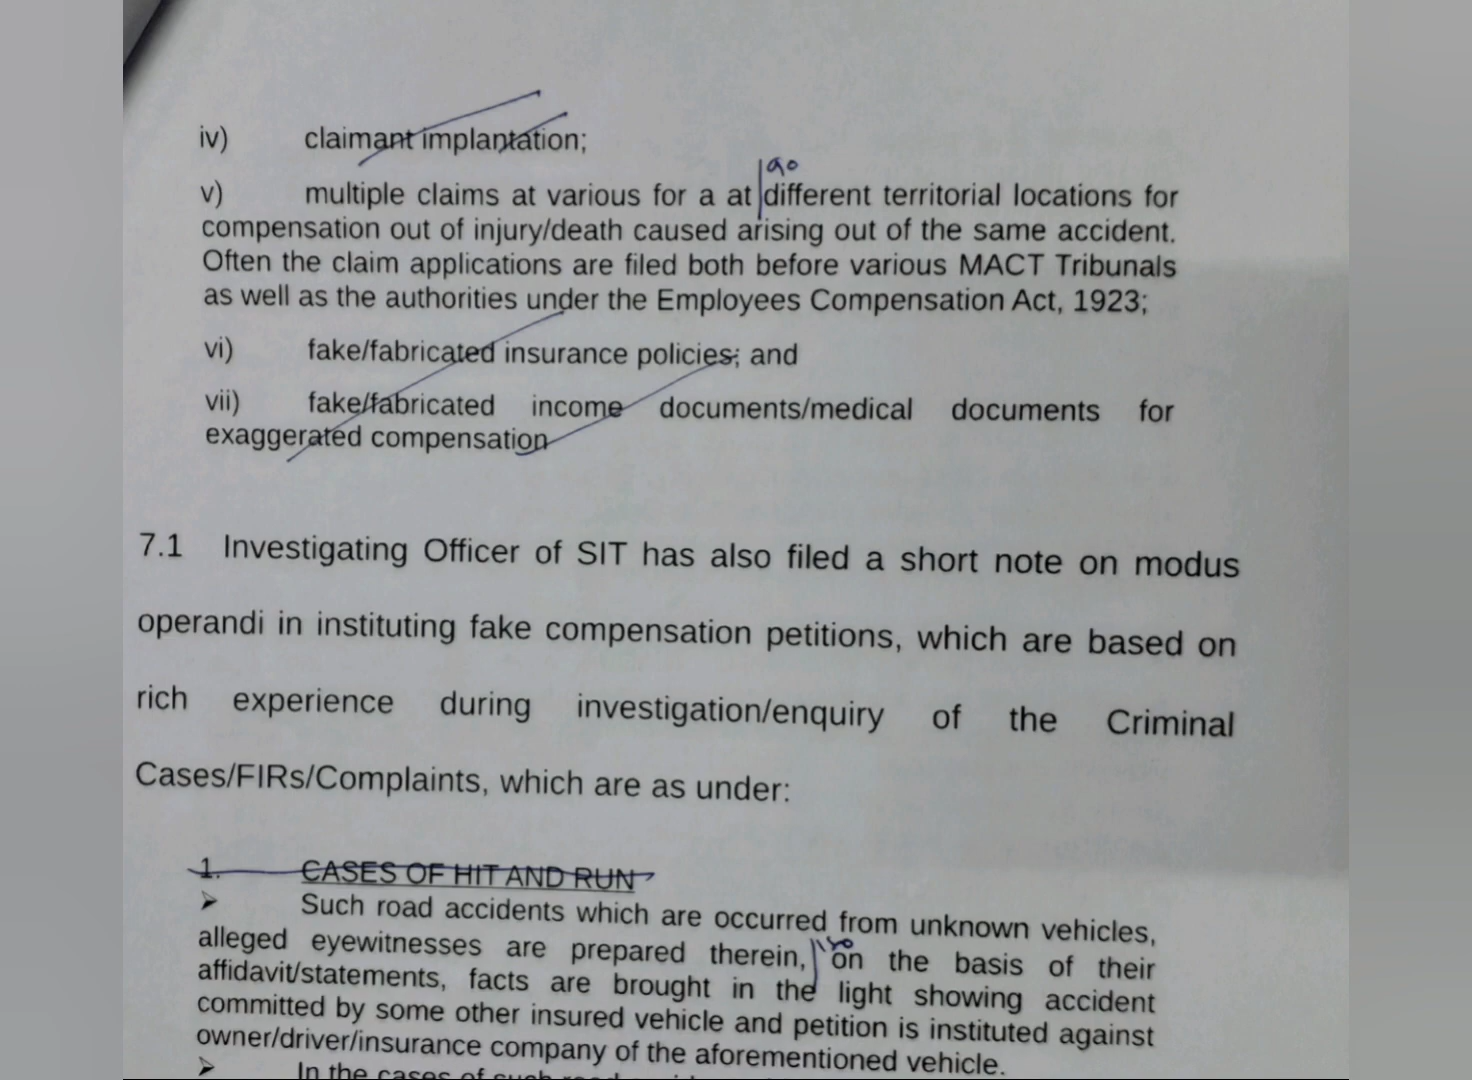 iv) claimant implantation;
90
v) multiple claims at various for a at different territorial locations for
compensation out of injury/death caused arising out of the same accident.
Often the claim applications are filed both before various MACT Tribunals
as well as the authorities under the Employees Compensation Act, 1923;
vi) fake/fabricated insurance policies; and
vii) fake/fabricated income documents/medical documents for
exaggerated compensation
7.1 Investigating Officer of SIT has also filed a short note on modus
operandi in instituting fake compensation petitions, which are based on
rich experience during investigation/enquiry of the Criminal
Cases/FIRs/Complaints, which are as under:
1. CASES OF HIT AND RUN
➢ Such road accidents which are occurred from unknown vehicles,
alleged eyewitnesses are prepared therein, on the basis of their
affidavit/statements, facts are brought in the light showing accident
committed by some other insured vehicle and petition is instituted against
owner/driver/insurance company of the aforementioned vehicle.
➢ In the cases of such road